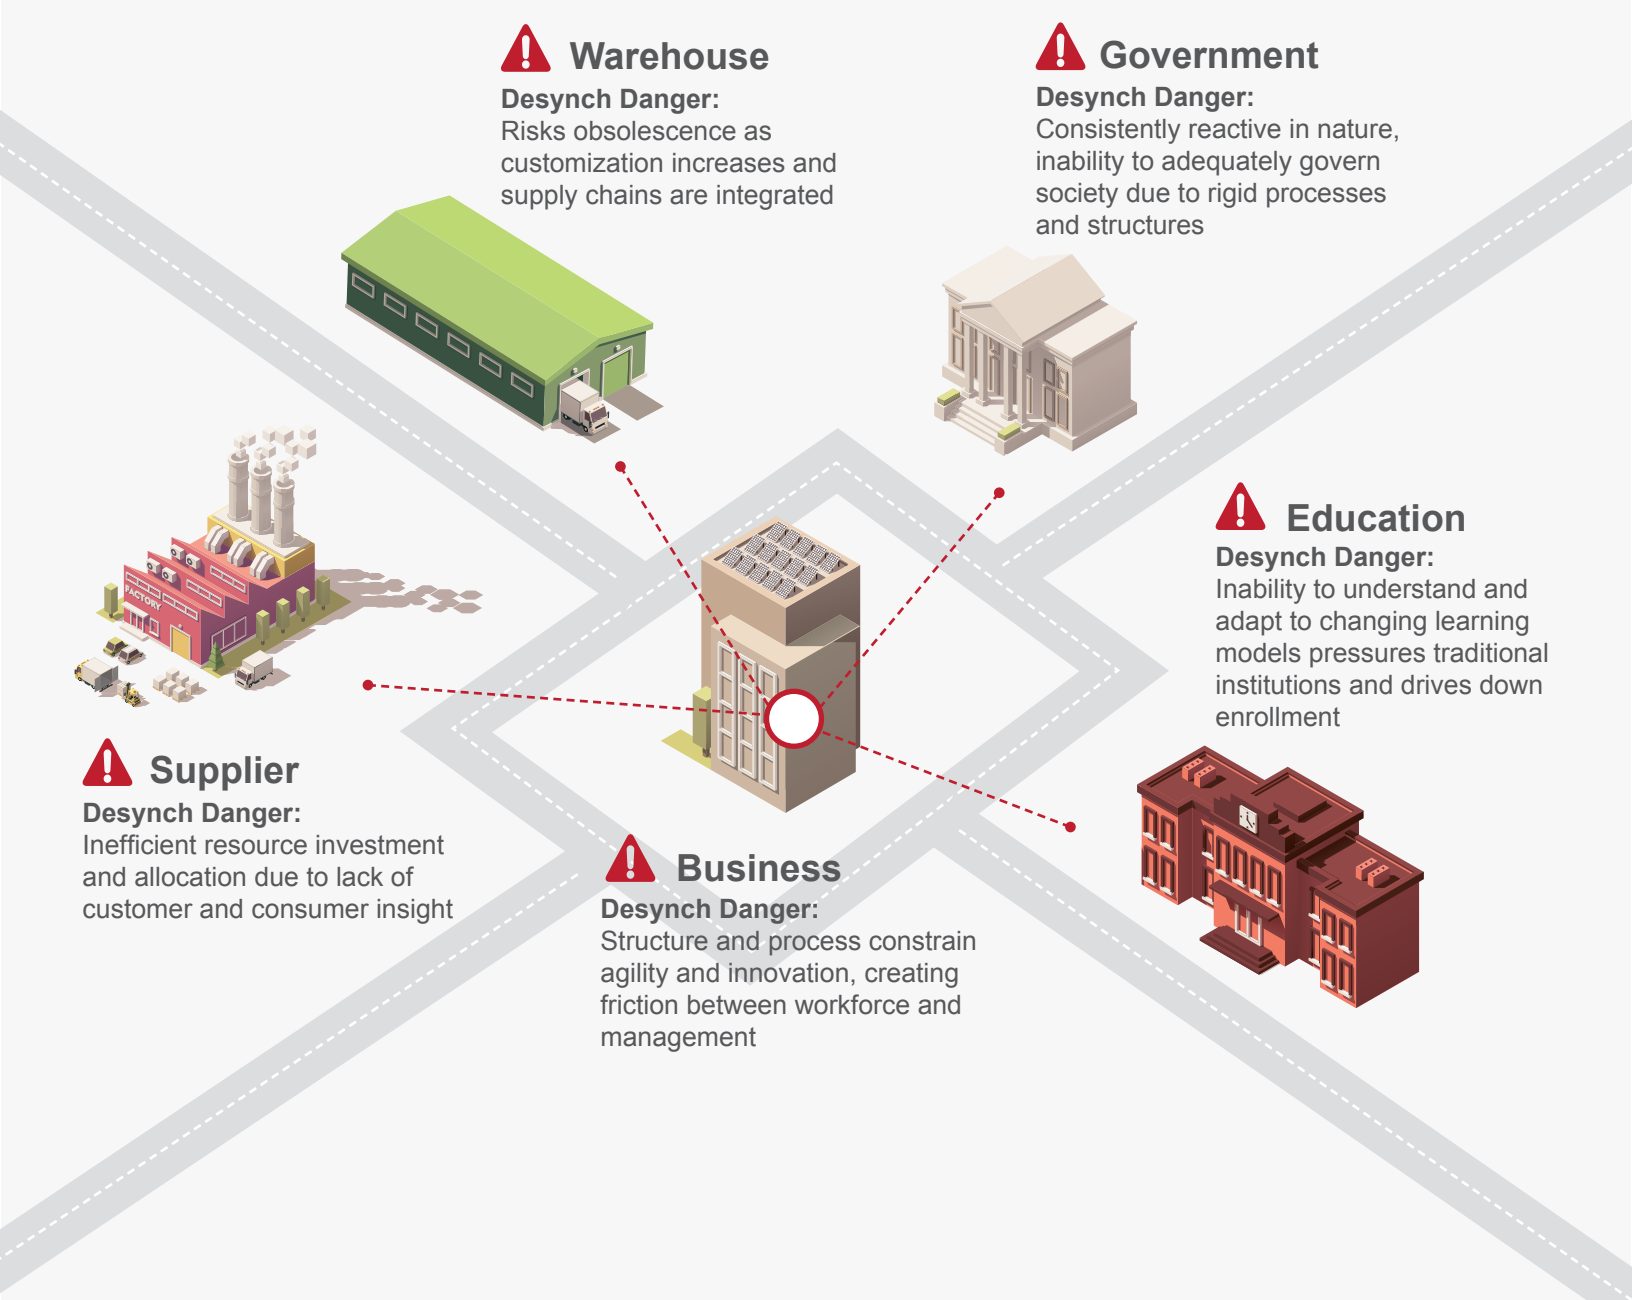 Warehouse
Desynch Danger:
Risks obsolescence as
customization increases and
supply chains are integrated
Government
Desynch Danger:
Consistently reactive in nature,
inability to adequately govern
society due to rigid processes
and structures
Education
Desynch Danger:
Inability to understand and
adapt to changing learning
models pressures traditional
institutions and drives down
enrollment
FACTORY
Supplier
Desynch Danger:
Inefficient resource investment
and allocation due to lack of
customer and consumer insight
Business
Desynch Danger:
Structure and process constrain
agility and innovation, creating
friction between workforce and
management